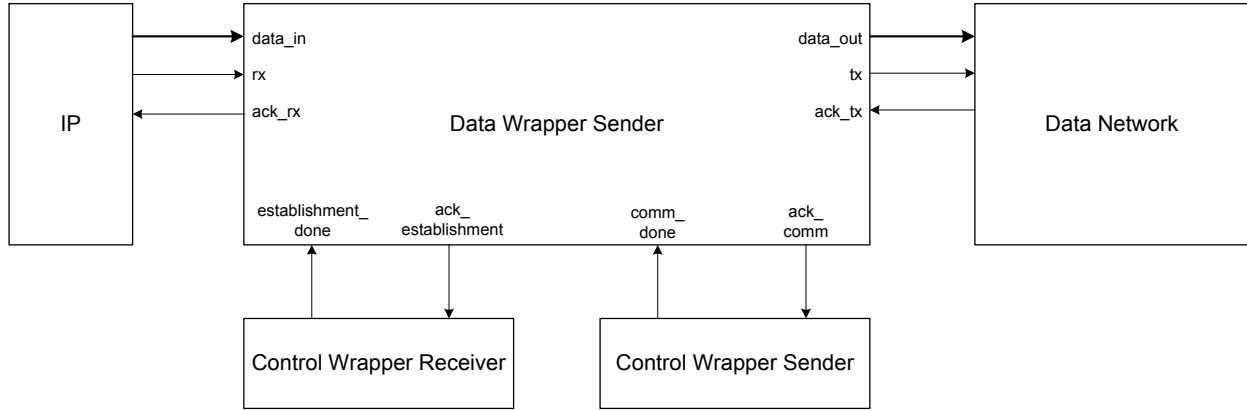 data_in
data_out
rx
tx
ack_rx
ack_tx
IP
Data Wrapper Sender
Data Network
establishment_
done
ack_
establishment
comm_
done
ack_
comm
Control Wrapper Receiver
Control Wrapper Sender